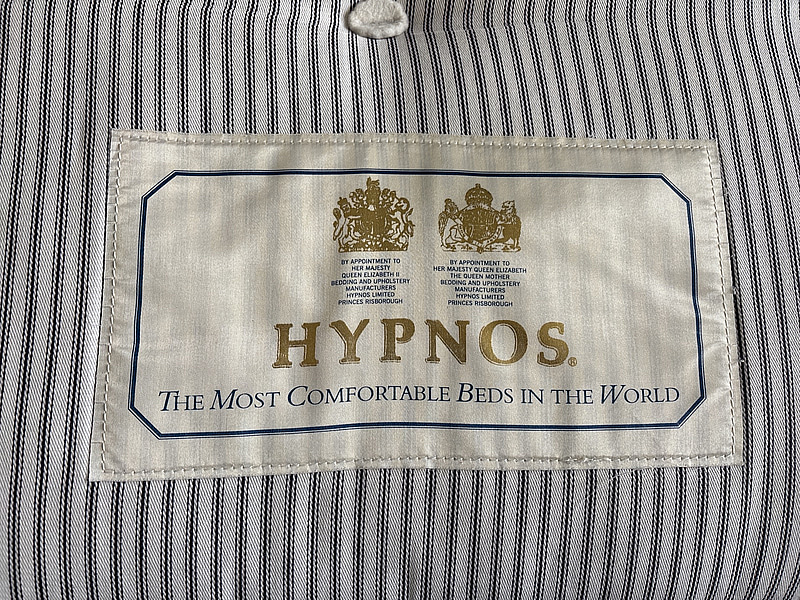 BY APPOINTMENT TO
HER MAJESTY
QUEEN ELIZABETH II
BEDDING AND UPHOLSTERY
MANUFACTURERS
HYPNOS LIMITED
PRINCES RISBOROUGH
BY APPOINTMENT TO
HER MAJESTY QUEEN ELIZABETH
THE QUEEN MOTHER
BEDDING AND UPHOLSTERY
MANUFACTURERS
HYPNOS LIMITED
PRINCES RISBOROUGH
HYPNOS®
THE MOST COMFORTABLE BEDS IN THE WORLD